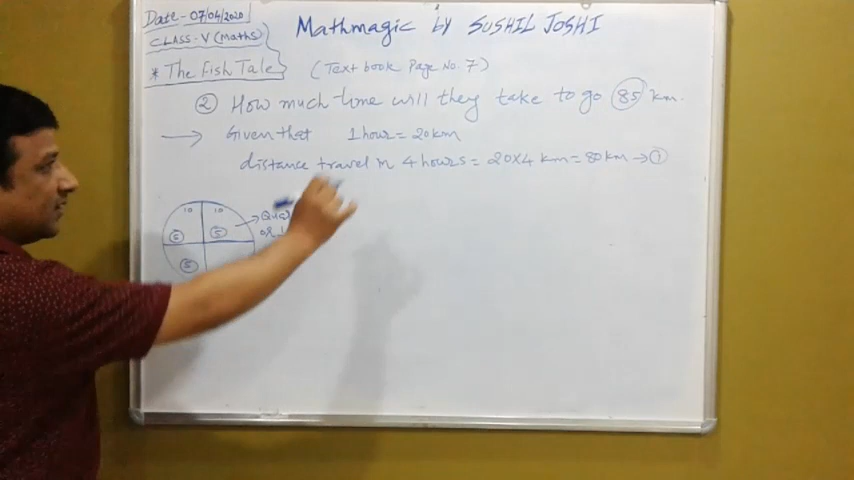 Date - 07/04/2020
Mathmagic by SUSHIL JOSHI
CLASS - V (Maths)
* The Fish Tale
(Text book Page No. 7)
② How much time will they take to go 85 km.
→ Given that 1 hour = 20 km
distance travel in 4 hours = 20×4 km = 80 km → ①
10 10
5 5
5